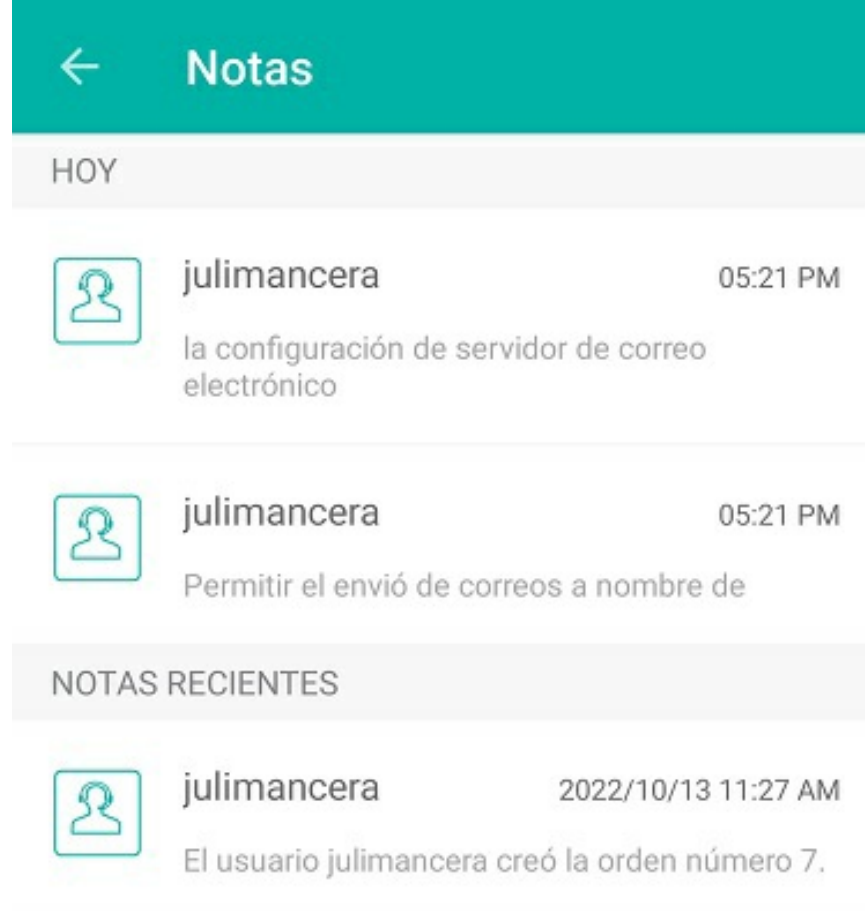 Notas
HOY
julimancera 05:21 PM
la configuración de servidor de correo
electrónico
julimancera 05:21 PM
Permitir el envió de correos a nombre de
NOTAS RECIENTES
julimancera 2022/10/13 11:27 AM
El usuario julimancera creó la orden número 7.